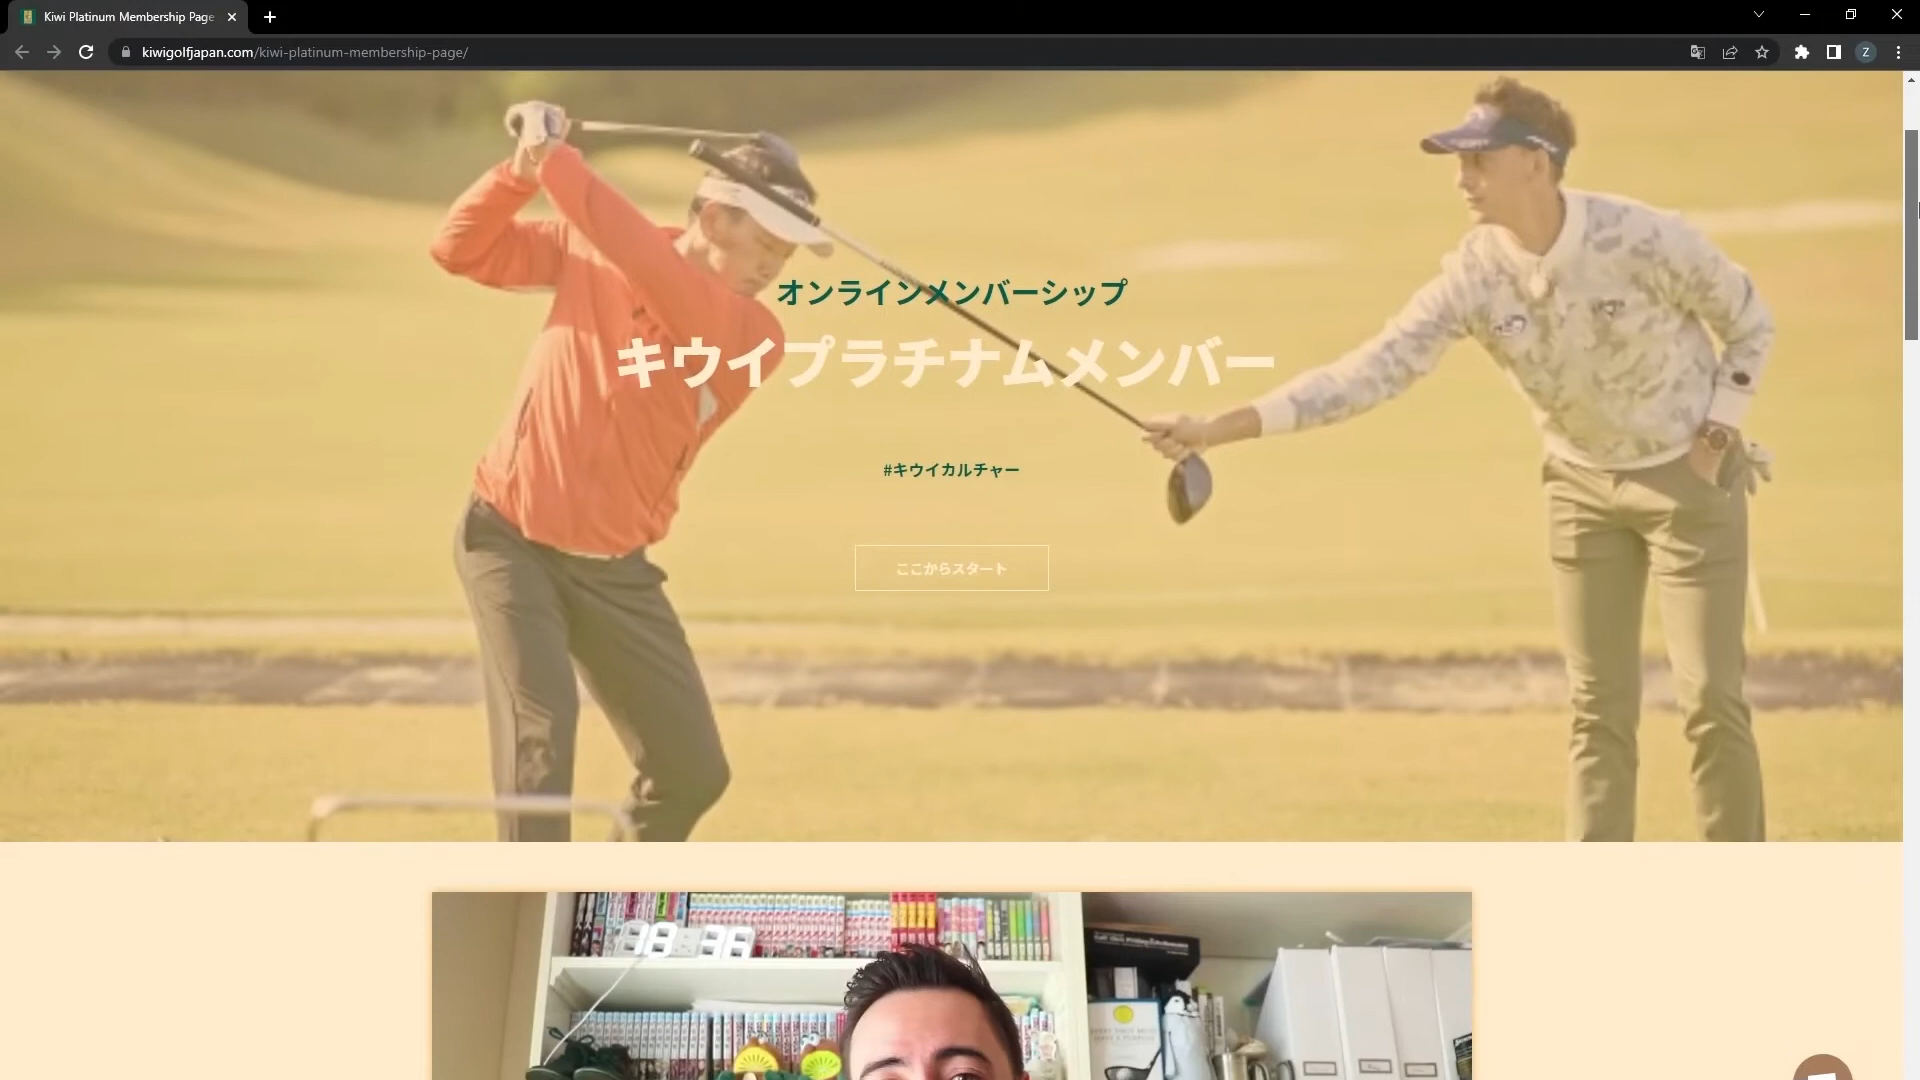 Kiwi Platinum Membership Page
kiwigolfjapan.com/kiwi-platinum-membership-page/
Z
オンラインメンバーシップ
キウイプラチナムメンバー
#キウイカルチャー
ここからスタート